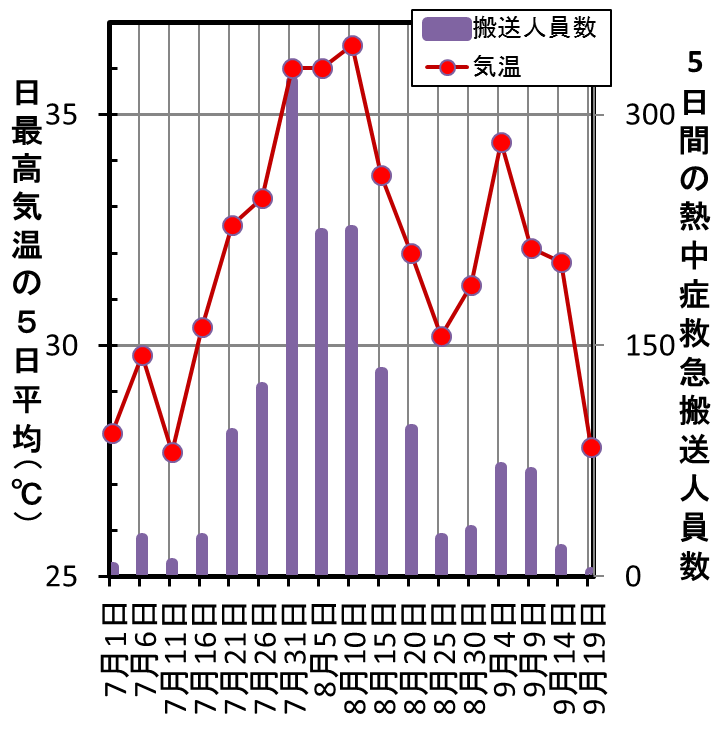 搬送人員数
気温
日最高気温の５日平均(℃)
35
30
25
５日間の熱中症救急搬送人員数
300
150
0
7月1日
7月6日
7月11日
7月16日
7月21日
7月26日
7月31日
8月5日
8月10日
8月15日
8月20日
8月25日
8月30日
9月4日
9月9日
9月14日
9月19日